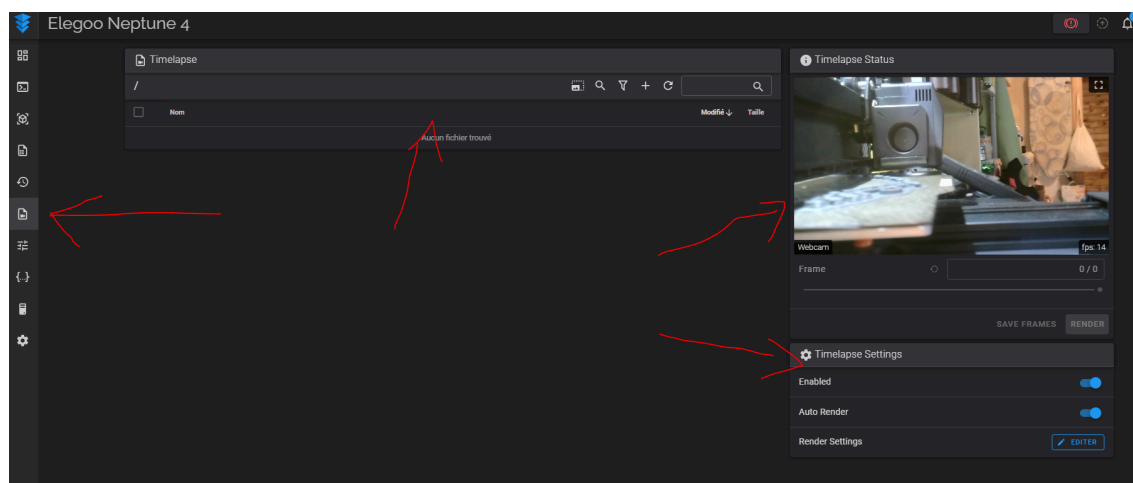 Elegoo Neptune 4
Timelapse
/
Nom
Modifié
Taille
Aucun fichier trouvé
Timelapse Status
Webcam
fps: 14
Frame
0 / 0
SAVE FRAMES
RENDER
Timelapse Settings
Enabled
Auto Render
Render Settings
EDITER
{...}